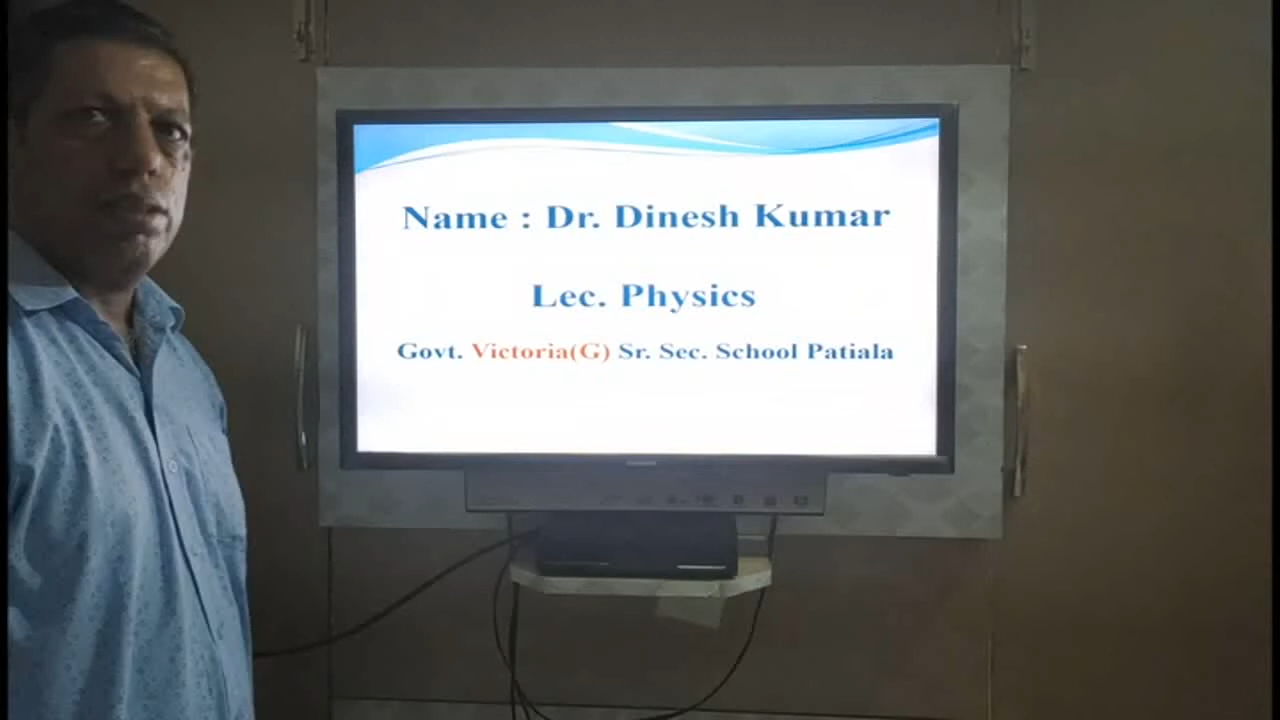 Name : Dr. Dinesh Kumar
Lec. Physics
Govt. Victoria(G) Sr. Sec. School Patiala